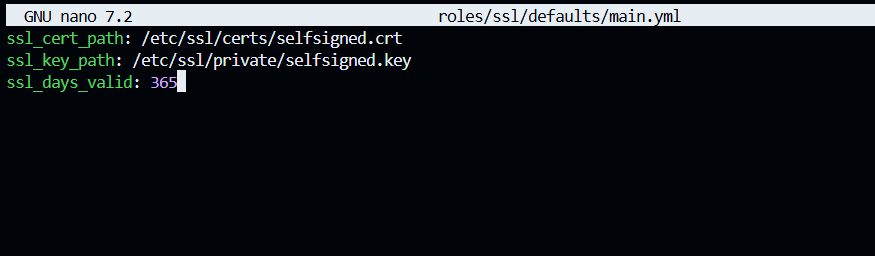 GNU nano 7.2 roles/ssl/defaults/main.yml
ssl_cert_path: /etc/ssl/certs/selfsigned.crt
ssl_key_path: /etc/ssl/private/selfsigned.key
ssl_days_valid: 365